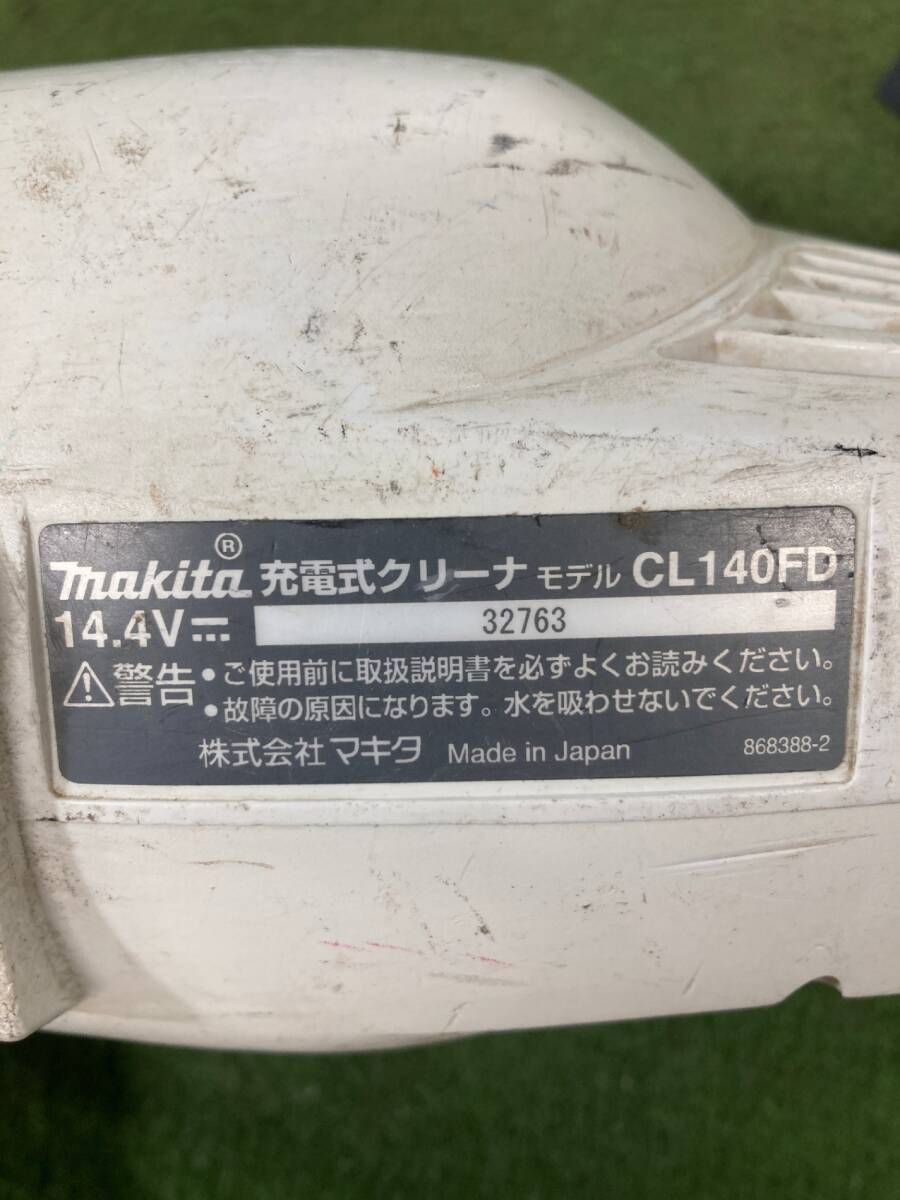 makita® 充電式クリーナ モデル CL140FD
14.4V 32763
警告 •ご使用前に取扱説明書を必ずよくお読みください。
•故障の原因になります。水を吸わせないでください。
株式会社 マキタ Made in Japan 868388-2